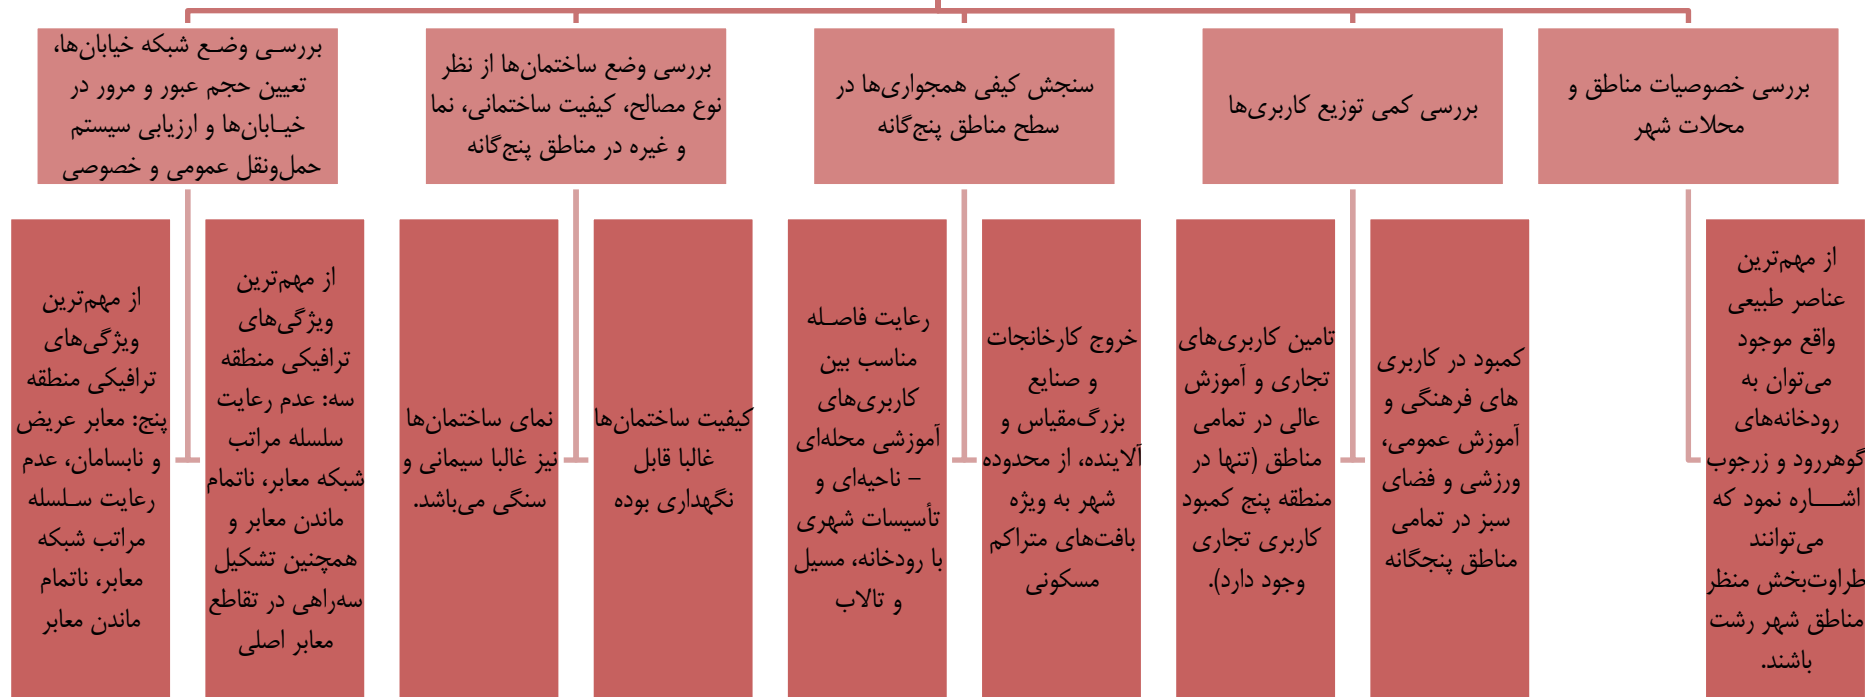 بررسی خصوصیات مناطق و
محلات شهر
بررسی کمی توزیع کاربری‌ها
سنجش کیفی همجواری‌ها در
سطح مناطق پنج‌گانه
بررسی وضع ساختمان‌ها از نظر
نوع مصالح، کیفیت ساختمانی، نما
و غیره در مناطق پنج‌گانه
بررسـی وضـع شبکه خیابان‌ها،
تعیین حجم عبور و مرور در
خیـابان‌ها و ارزیابی سیستم
حمل‌ونقل عمومی و خصوصی
از مهم‌ترین
عناصر طبیعی
واقع موجود
می‌توان به
رودخانه‌های
گوهررود و زرجوب
اشــــاره نمود که
می‌توانند
طراوت‌بخش منظر
مناطق شهر رشت
باشند.
کمبود در کاربری
های فرهنگی و
آموزش عمومی،
ورزشی و فضای
سبز در تمامی
مناطق پنجگانه
تامین کاربری‌های
تجاری و آموزش
عالی در تمامی
مناطق (تنها در
منطقه پنج کمبود
کاربری تجاری
وجود دارد).
خروج کارخانجات
و صنایع
بزرگ‌مقیاس و
آلاینده، از محدوده
شهر به ویژه
بافت‌های متراکم
مسکونی
رعایت فاصـله
مناسب بین
کاربری‌های
آموزشی محله‌ای
– ناحیه‌ای و
تأسیسات شهری
با رودخانه، مسیل
و تالاب
کیفیت ساختمان‌ها
غالبا قابل
نگهداری بوده
نمای ساختمان‌ها
نیز غالبا سیمانی و
سنگی می‌باشد.
از مهم‌ترین
ویژگی‌های
ترافیکی منطقه
سه: عدم رعایت
سلسله مراتب
شبکه معابر، ناتمام
ماندن معابر و
همچنین تشکیل
سه‌راهی در تقاطع
معابر اصلی
از مهم‌ترین
ویژگی‌های
ترافیکی منطقه
پنج: معابر عریض
و نابسامان، عدم
رعایت سـلسله
مراتب شبکه
معابر، ناتمام
ماندن معابر